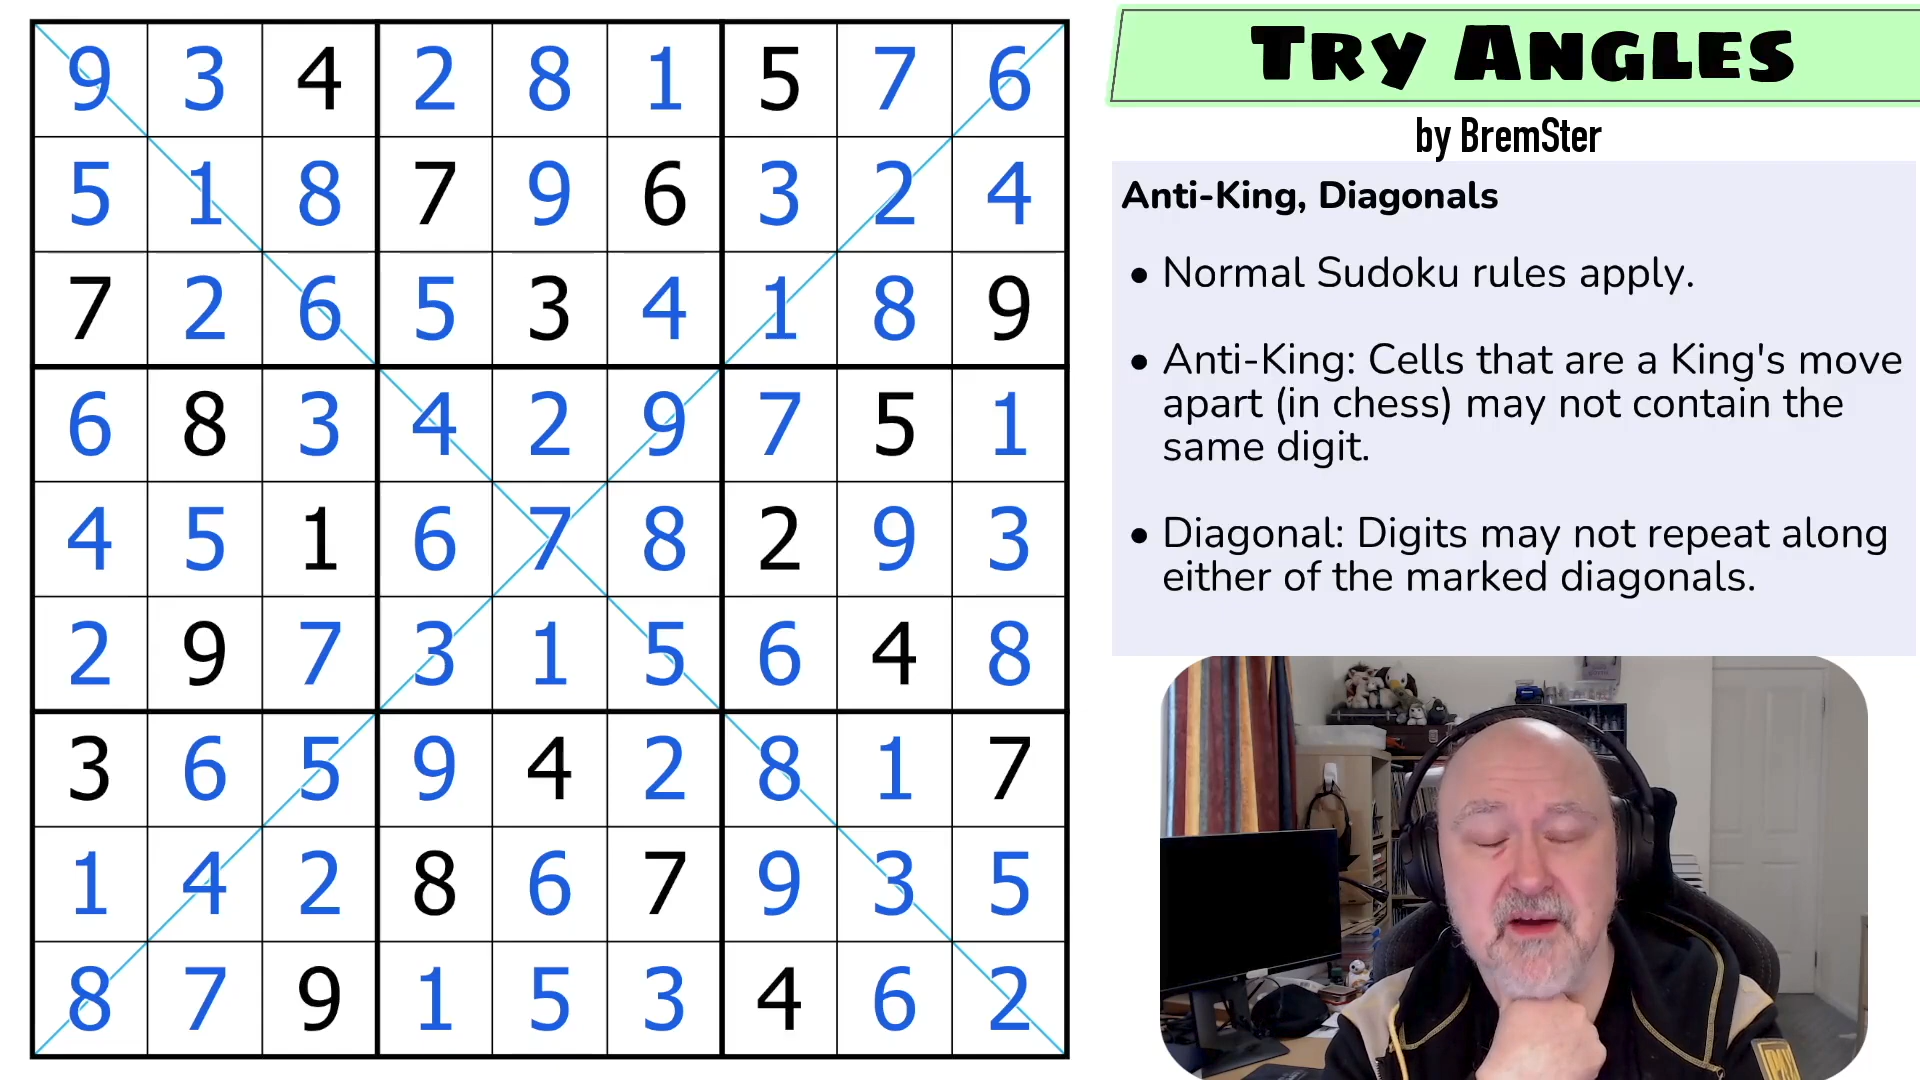 9 3 4 2 8 1 5 7 6
5 1 8 7 9 6 3 2 4
7 2 6 5 3 4 1 8 9
6 8 3 4 2 9 7 5 1
4 5 1 6 7 8 2 9 3
2 9 7 3 1 5 6 4 8
3 6 5 9 4 2 8 1 7
1 4 2 8 6 7 9 3 5
8 7 9 1 5 3 4 6 2
Try Angles
by BremSter
Anti-King, Diagonals
• Normal Sudoku rules apply.
• Anti-King: Cells that are a King's move
apart (in chess) may not contain the
same digit.
• Diagonal: Digits may not repeat along
either of the marked diagonals.